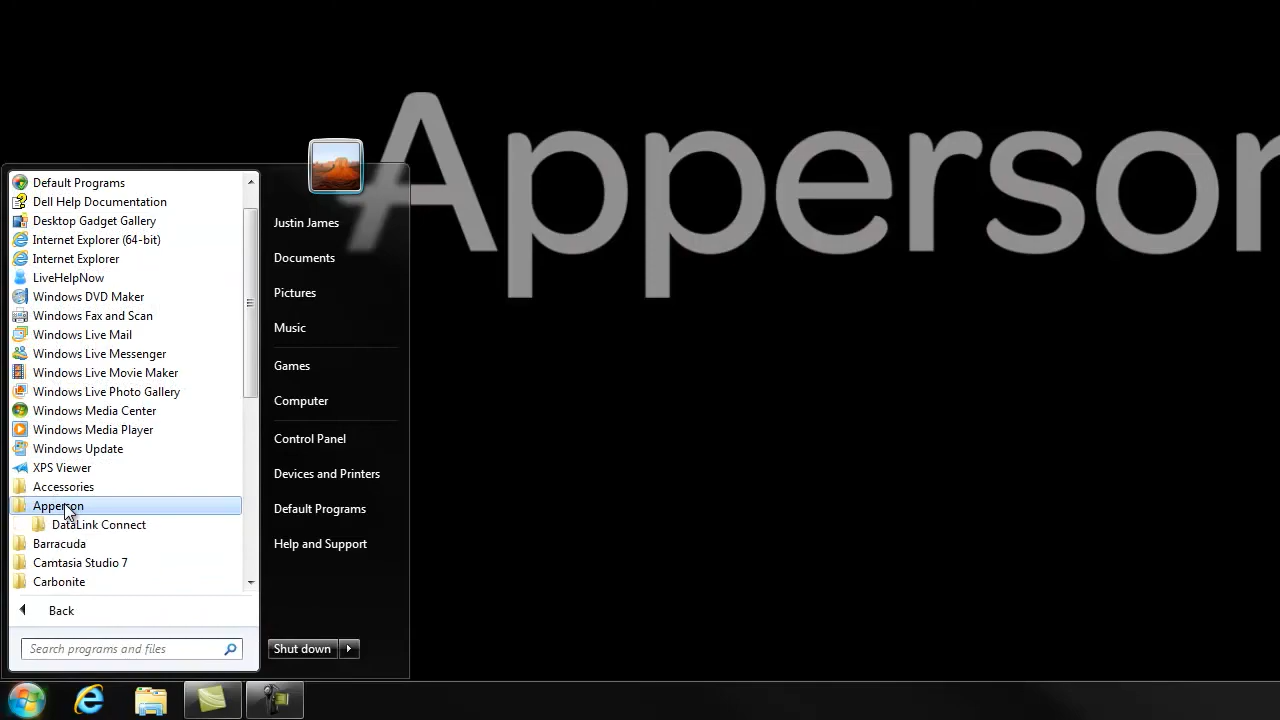 Apperson
Default Programs
Dell Help Documentation
Desktop Gadget Gallery
Internet Explorer (64-bit)
Internet Explorer
LiveHelpNow
Windows DVD Maker
Windows Fax and Scan
Windows Live Mail
Windows Live Messenger
Windows Live Movie Maker
Windows Live Photo Gallery
Windows Media Center
Windows Media Player
Windows Update
XPS Viewer
Accessories
Apperson
DataLink Connect
Barracuda
Camtasia Studio 7
Carbonite
Back
Search programs and files
Justin James
Documents
Pictures
Music
Games
Computer
Control Panel
Devices and Printers
Default Programs
Help and Support
Shut down